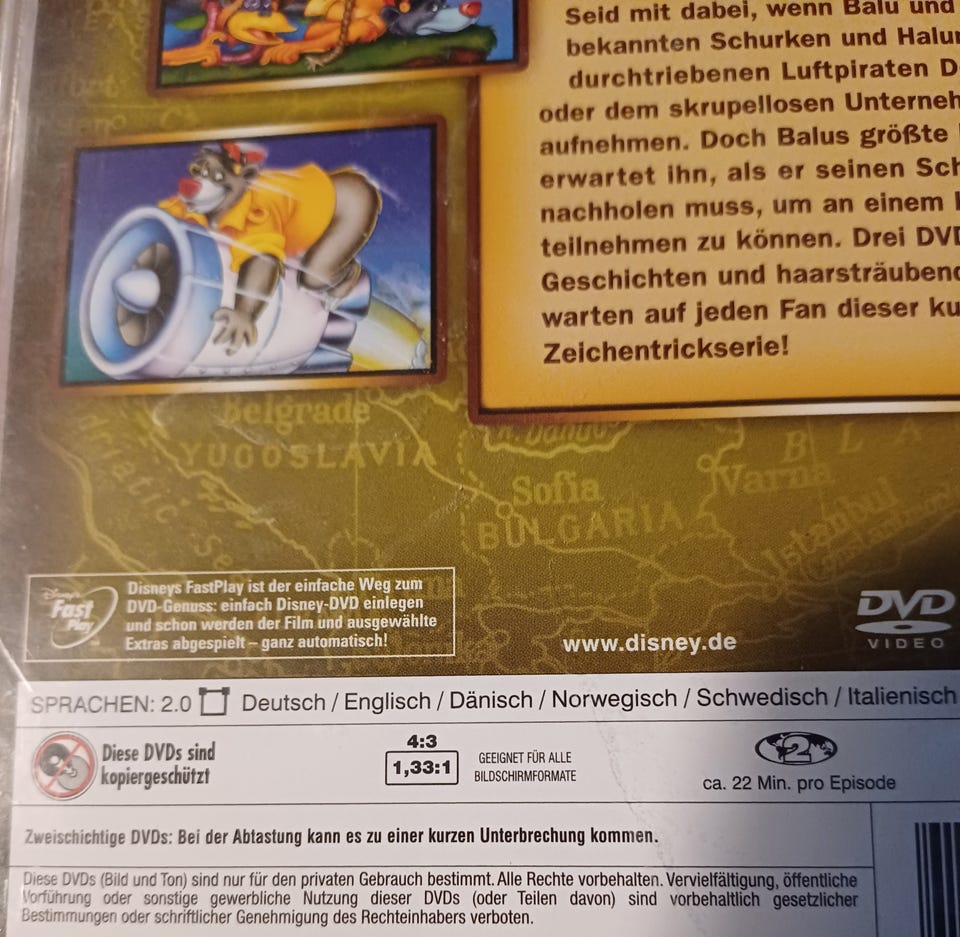 Seid mit dabei, wenn Balu und
bekannten Schurken und
durchtriebenen Luftpiraten
oder dem skrupellosen
aufnehmen. Doch Balus größte
erwartet ihn, als er seinen
nachholen muss, um an einem
teilnehmen zu können. Drei
Geschichten und
warten auf jeden Fan dieser
Zeichentrickserie!
Belgrade
YUGOSLAVIA
Sofia
BULGARIA
Varna
Istanbul
Disney's
Fast
Play
Disneys FastPlay ist der einfache Weg zum
DVD-Genuss: einfach Disney-DVD einlegen
und schon werden der Film und ausgewählte
Extras abgespielt – ganz automatisch!
www.disney.de
DVD
VIDEO
SPRACHEN: 2.0 Deutsch / Englisch / Dänisch / Norwegisch / Schwedisch / Italienisch
Diese DVDs sind
kopiergeschützt
4:3
1,33:1
GEEIGNET FÜR ALLE
BILDSCHIRMFORMATE
2
ca. 22 Min. pro Episode
Zweischichtige DVDs: Bei der Abtastung kann es zu einer kurzen Unterbrechung kommen.
Diese DVDs (Bild und Ton) sind nur für den privaten Gebrauch bestimmt. Alle Rechte vorbehalten. Vervielfältigung, öffentliche
Vorführung oder sonstige gewerbliche Nutzung dieser DVDs (oder Teilen davon) sind vorbehaltlich gesetzlicher
Bestimmungen oder schriftlicher Genehmigung des Rechteinhabers verboten.